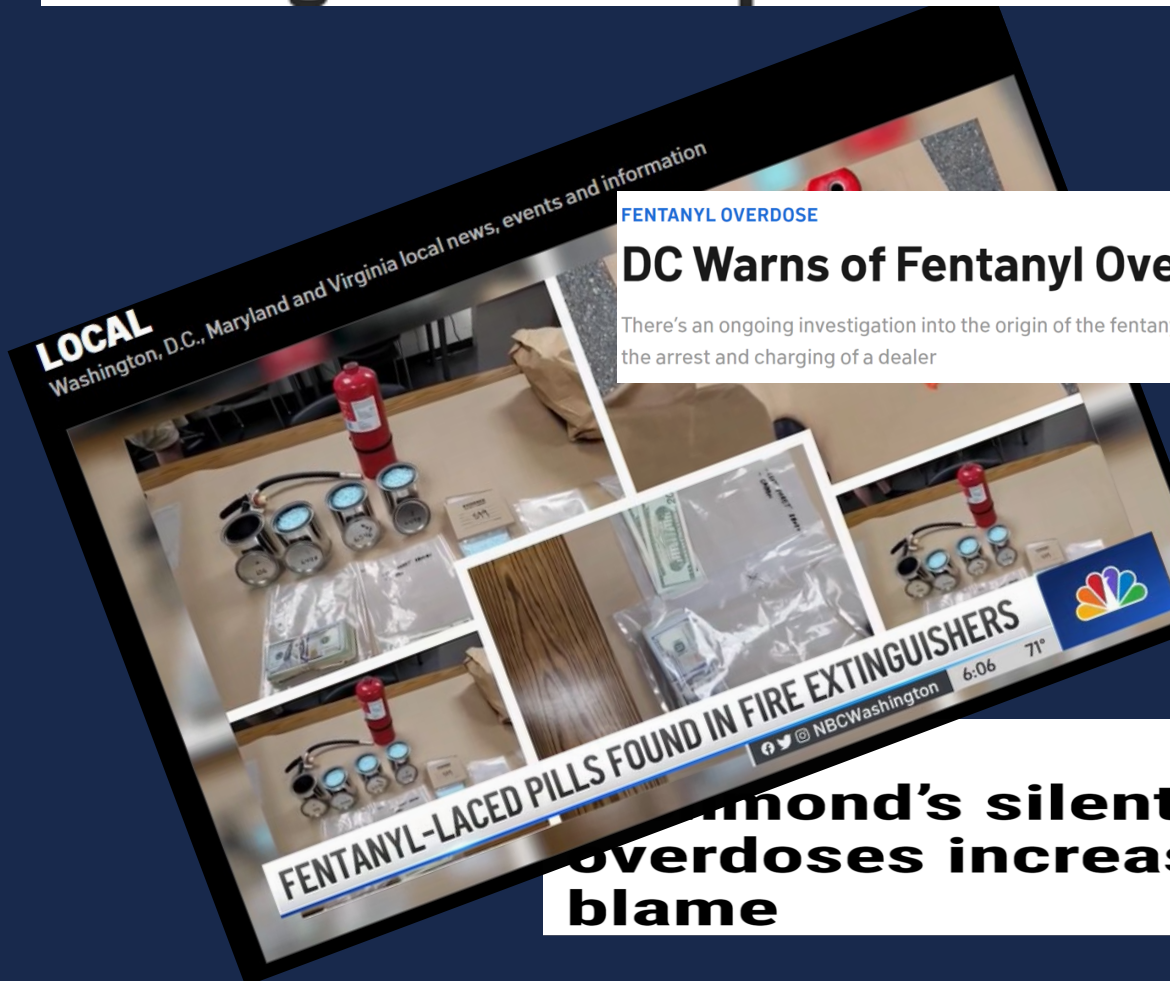 LOCAL
Washington, D.C., Maryland and Virginia local news, events and information
FENTANYL OVERDOSE
DC Warns of Fentanyl Ove
There's an ongoing investigation into the origin of the fentan
the arrest and charging of a dealer
FENTANYL-LACED PILLS FOUND IN FIRE EXTINGUISHERS
NBCWashington
6:06
71°
mond's silent
overdoses increas
blame